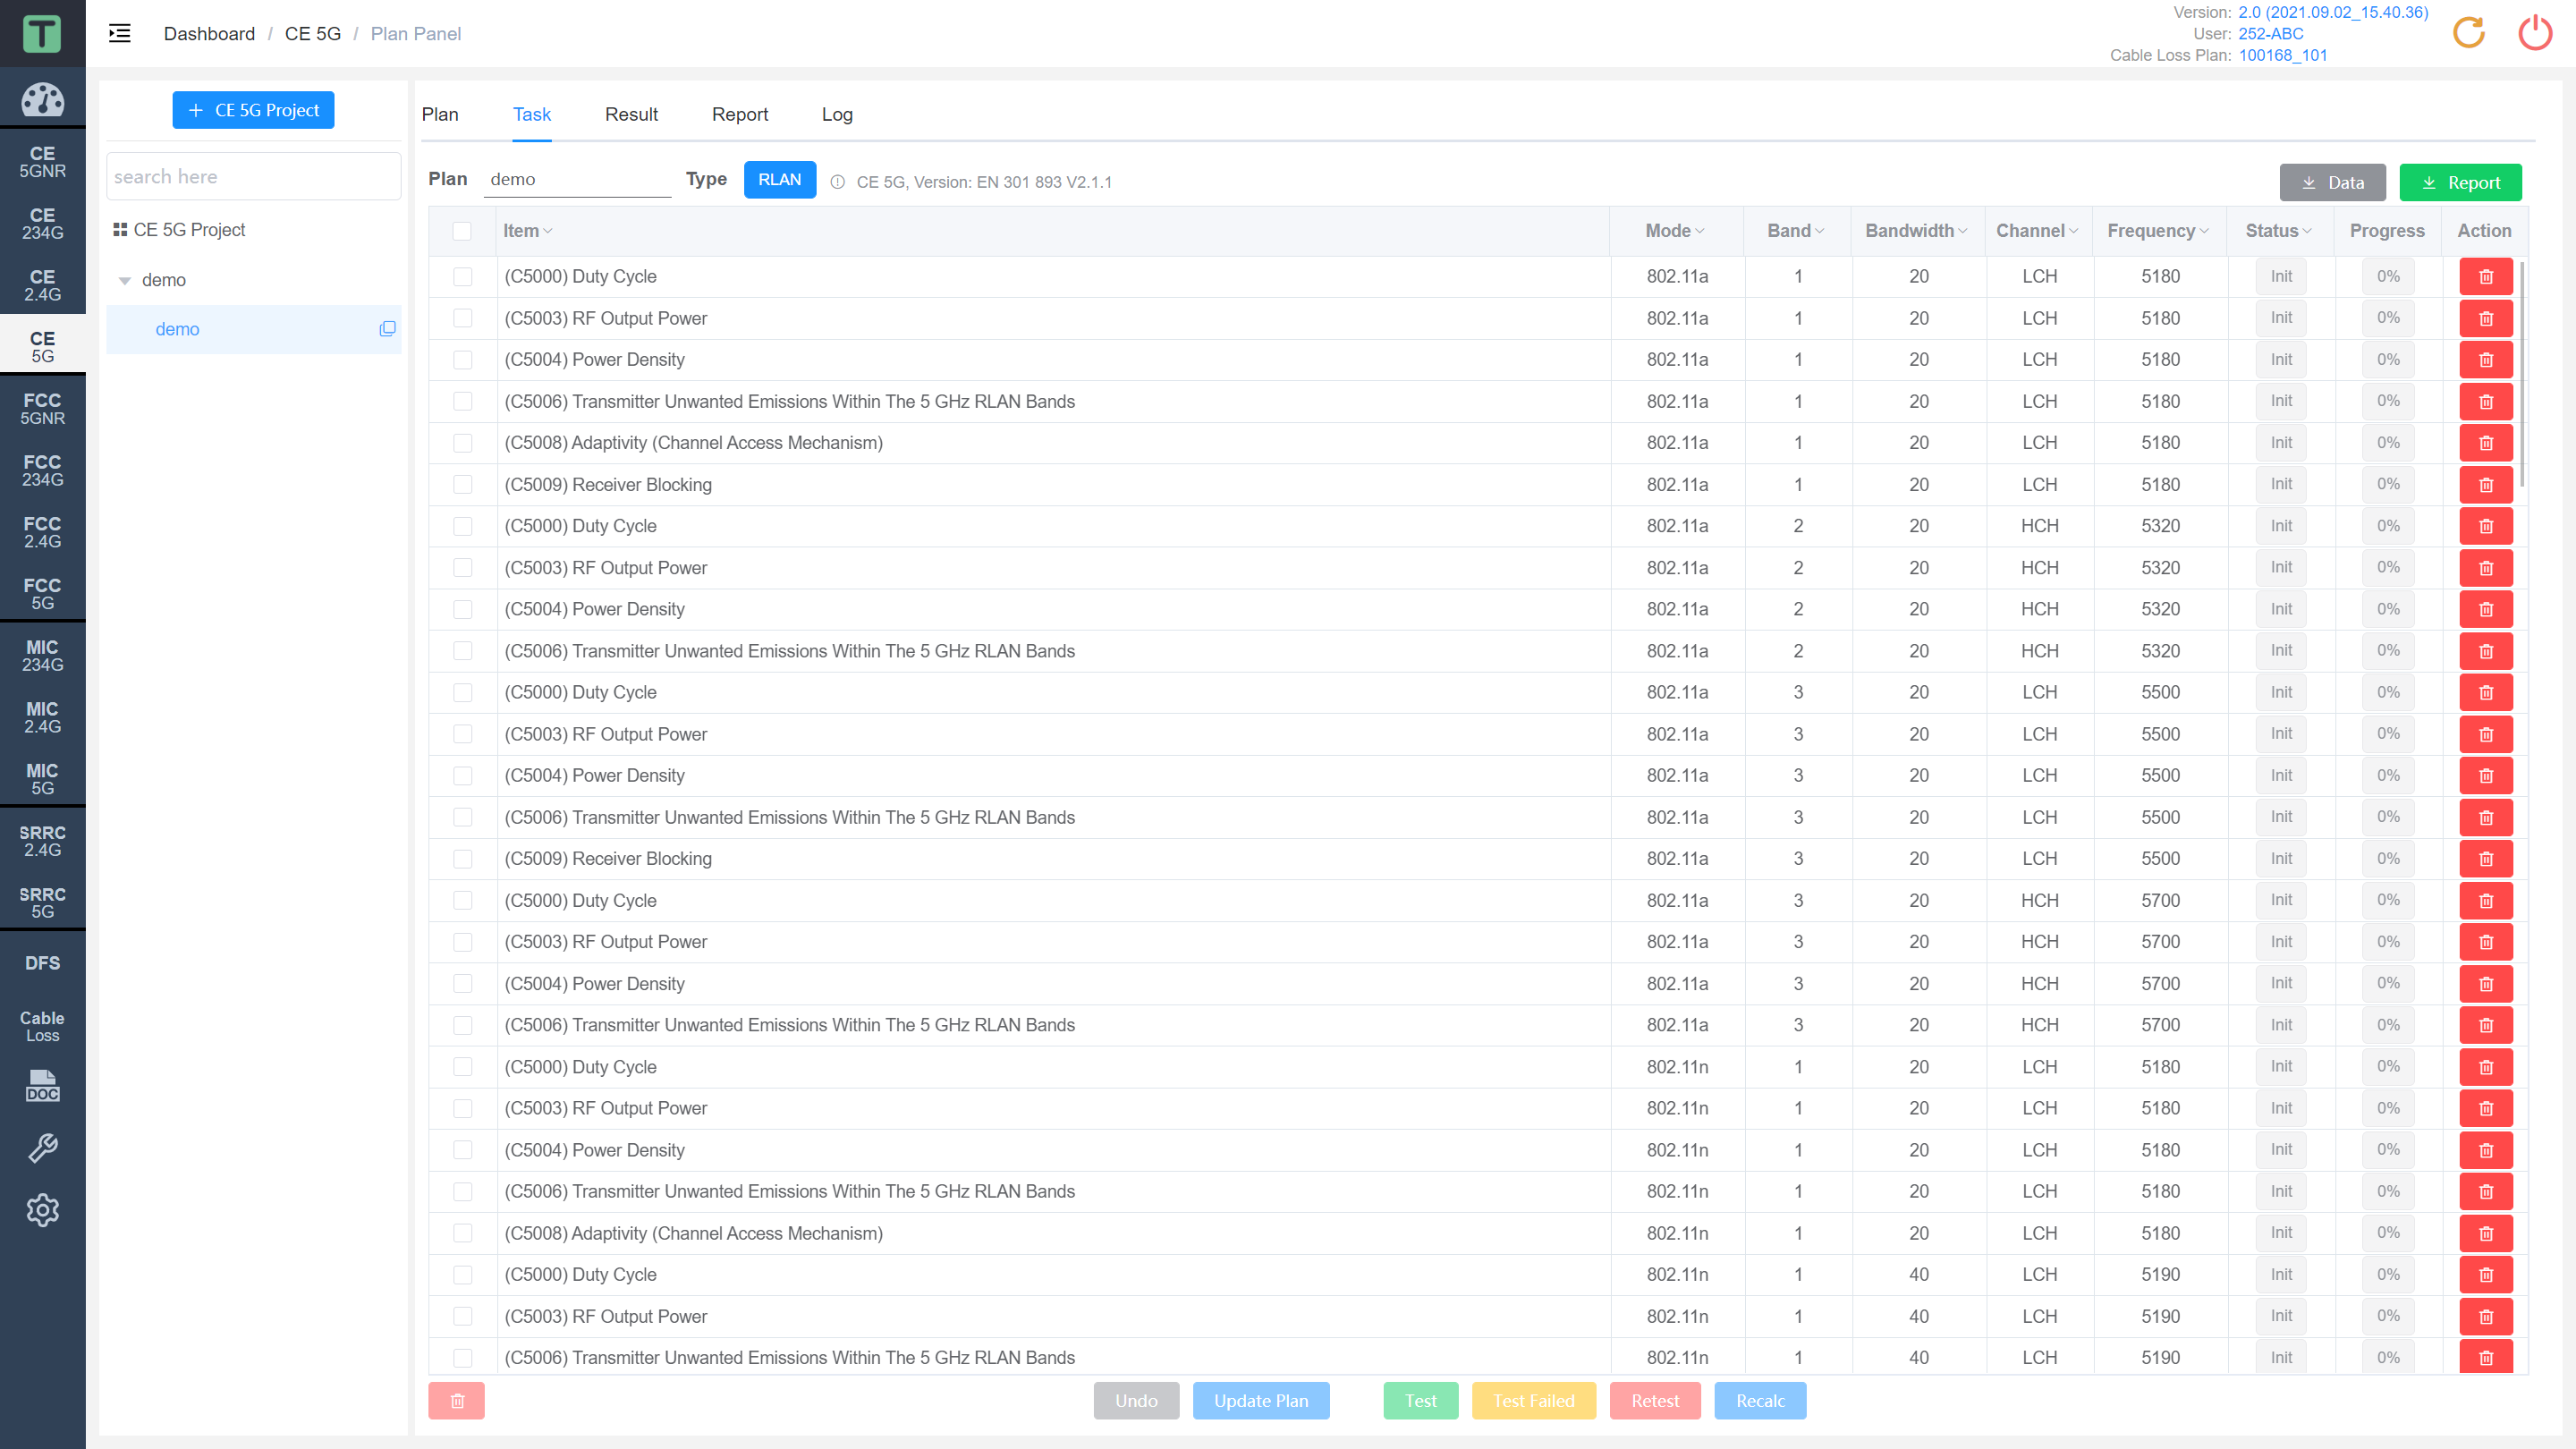 T
Dashboard / CE 5G / Plan Panel
Version: 2.0 (2021.09.02_15.40.36)
User: 252-ABC
Cable Loss Plan: 100168_101
CE
5GNR
CE
234G
CE
2.4G
CE
5G
FCC
5GNR
FCC
234G
FCC
2.4G
FCC
5G
MIC
234G
MIC
2.4G
MIC
5G
SRRC
2.4G
SRRC
5G
DFS
Cable
Loss
DOC
+ CE 5G Project
search here
CE 5G Project
demo
demo
Plan Task Result Report Log
Plan demo Type RLAN CE 5G, Version: EN 301 893 V2.1.1 Data Report
Item Mode Band Bandwidth Channel Frequency Status Progress Action
(C5000) Duty Cycle 802.11a 1 20 LCH 5180 Init 0%
(C5003) RF Output Power 802.11a 1 20 LCH 5180 Init 0%
(C5004) Power Density 802.11a 1 20 LCH 5180 Init 0%
(C5006) Transmitter Unwanted Emissions Within The 5 GHz RLAN Bands 802.11a 1 20 LCH 5180 Init 0%
(C5008) Adaptivity (Channel Access Mechanism) 802.11a 1 20 LCH 5180 Init 0%
(C5009) Receiver Blocking 802.11a 1 20 LCH 5180 Init 0%
(C5000) Duty Cycle 802.11a 2 20 HCH 5320 Init 0%
(C5003) RF Output Power 802.11a 2 20 HCH 5320 Init 0%
(C5004) Power Density 802.11a 2 20 HCH 5320 Init 0%
(C5006) Transmitter Unwanted Emissions Within The 5 GHz RLAN Bands 802.11a 2 20 HCH 5320 Init 0%
(C5000) Duty Cycle 802.11a 3 20 LCH 5500 Init 0%
(C5003) RF Output Power 802.11a 3 20 LCH 5500 Init 0%
(C5004) Power Density 802.11a 3 20 LCH 5500 Init 0%
(C5006) Transmitter Unwanted Emissions Within The 5 GHz RLAN Bands 802.11a 3 20 LCH 5500 Init 0%
(C5009) Receiver Blocking 802.11a 3 20 LCH 5500 Init 0%
(C5000) Duty Cycle 802.11a 3 20 HCH 5700 Init 0%
(C5003) RF Output Power 802.11a 3 20 HCH 5700 Init 0%
(C5004) Power Density 802.11a 3 20 HCH 5700 Init 0%
(C5006) Transmitter Unwanted Emissions Within The 5 GHz RLAN Bands 802.11a 3 20 HCH 5700 Init 0%
(C5000) Duty Cycle 802.11n 1 20 LCH 5180 Init 0%
(C5003) RF Output Power 802.11n 1 20 LCH 5180 Init 0%
(C5004) Power Density 802.11n 1 20 LCH 5180 Init 0%
(C5006) Transmitter Unwanted Emissions Within The 5 GHz RLAN Bands 802.11n 1 20 LCH 5180 Init 0%
(C5008) Adaptivity (Channel Access Mechanism) 802.11n 1 20 LCH 5180 Init 0%
(C5000) Duty Cycle 802.11n 1 40 LCH 5190 Init 0%
(C5003) RF Output Power 802.11n 1 40 LCH 5190 Init 0%
(C5006) Transmitter Unwanted Emissions Within The 5 GHz RLAN Bands 802.11n 1 40 LCH 5190 Init 0%
Undo Update Plan Test Test Failed Retest Recalc